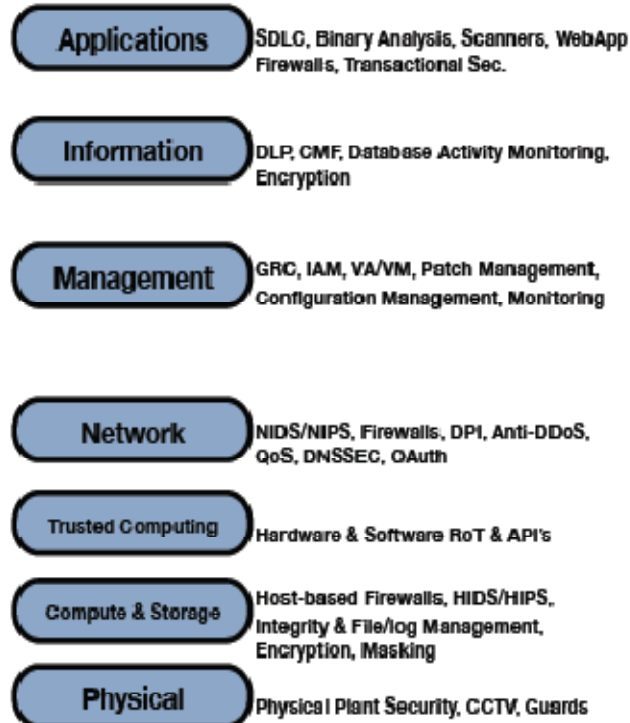 Applications
SDLC, Binary Analysis, Scanners, WebApp
Firewalls, Transactional Sec.
Information
DLP, CMF, Database Activity Monitoring,
Encryption
Management
GRC, IAM, VA/VM, Patch Management,
Configuration Management, Monitoring
Network
NIDS/NIPS, Firewalls, DPI, Anti-DDoS,
QoS, DNSSEC, OAuth
Trusted Computing
Hardware & Software RoT & API's
Compute & Storage
Host-based Firewalls, HIDS/HIPS,
Integrity & File/log Management,
Encryption, Masking
Physical
Physical Plant Security, CCTV, Guards